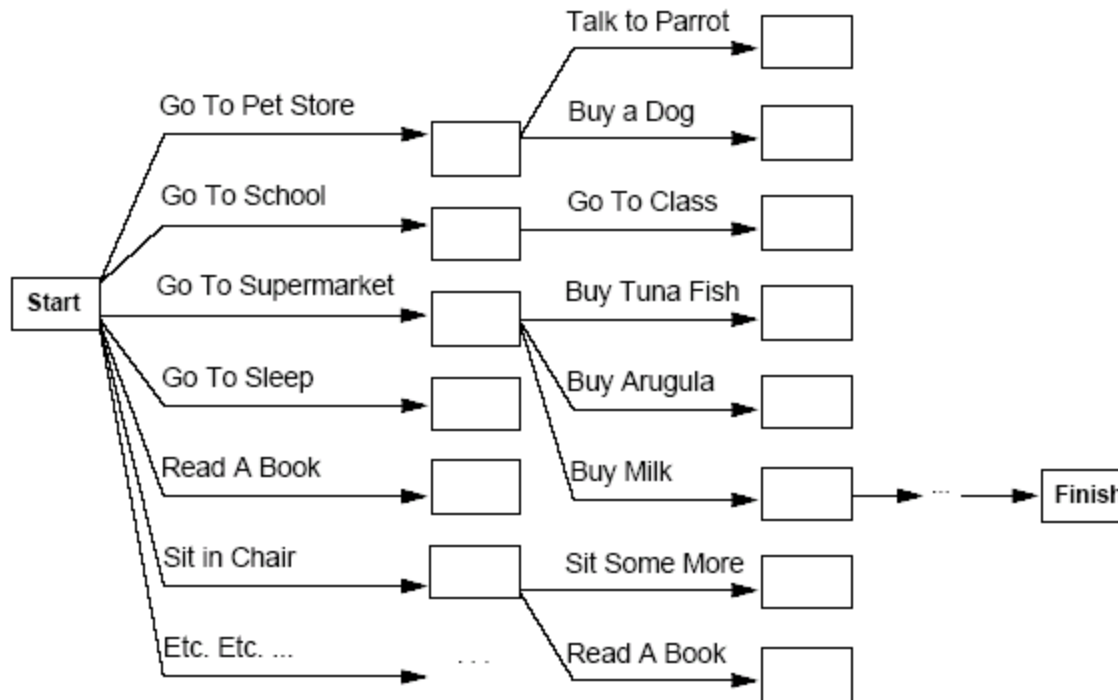 Talk to Parrot
Go To Pet Store
Buy a Dog
Go To School
Go To Class
Start
Go To Supermarket
Buy Tuna Fish
Go To Sleep
Buy Arugula
Read A Book
Buy Milk
...
Finish
Sit in Chair
Sit Some More
Etc. Etc. ...
. . .
Read A Book